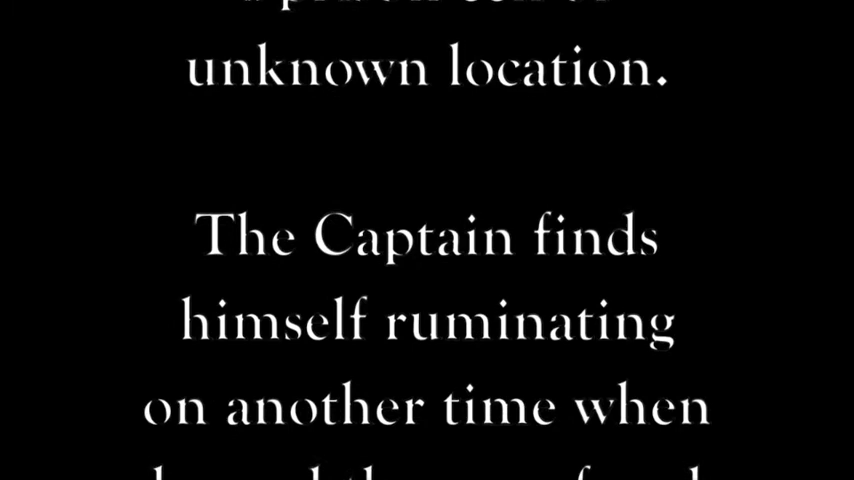 unknown location.
The Captain finds
himself ruminating
on another time when